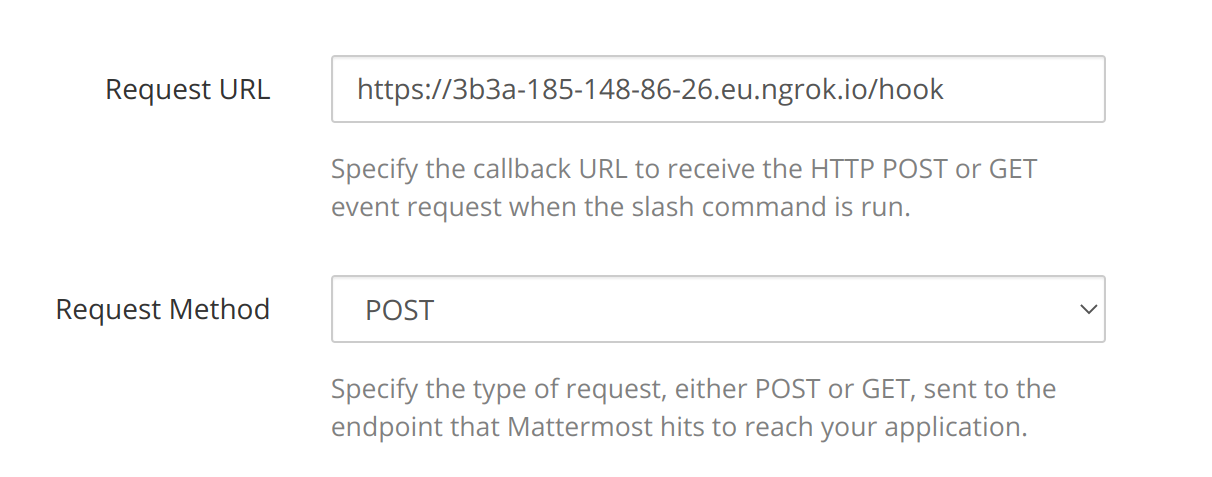 Request URL
https://3b3a-185-148-86-26.eu.ngrok.io/hook
Specify the callback URL to receive the HTTP POST or GET
event request when the slash command is run.
Request Method
POST
Specify the type of request, either POST or GET, sent to the
endpoint that Mattermost hits to reach your application.